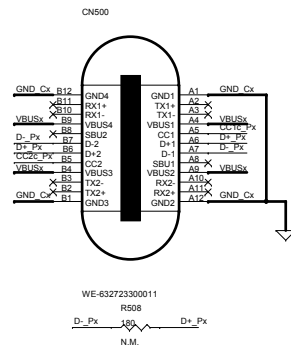 CN500
GND_Cx B12 GND4 GND1 A1 GND_Cx
B11 RX1+ TX1+ A2
B10 RX1- TX1- A3
VBUSx B9 VBUS4 VBUS1 A4 VBUSx
B8 SBU2 CC1 A5 CC1c_Px
D-_Px B7 D-2 D+1 A6 D+_Px
D+_Px B6 D+2 D-1 A7 D-_Px
CC2c_Px B5 CC2 SBU1 A8
VBUSx B4 VBUS3 VBUS2 A9 VBUSx
B3 TX2- RX2- A10
B2 TX2+ RX2+ A11
GND_Cx B1 GND3 GND2 A12 GND_Cx
WE-632723300011
R508
D-_Px 180 D+_Px
N.M.